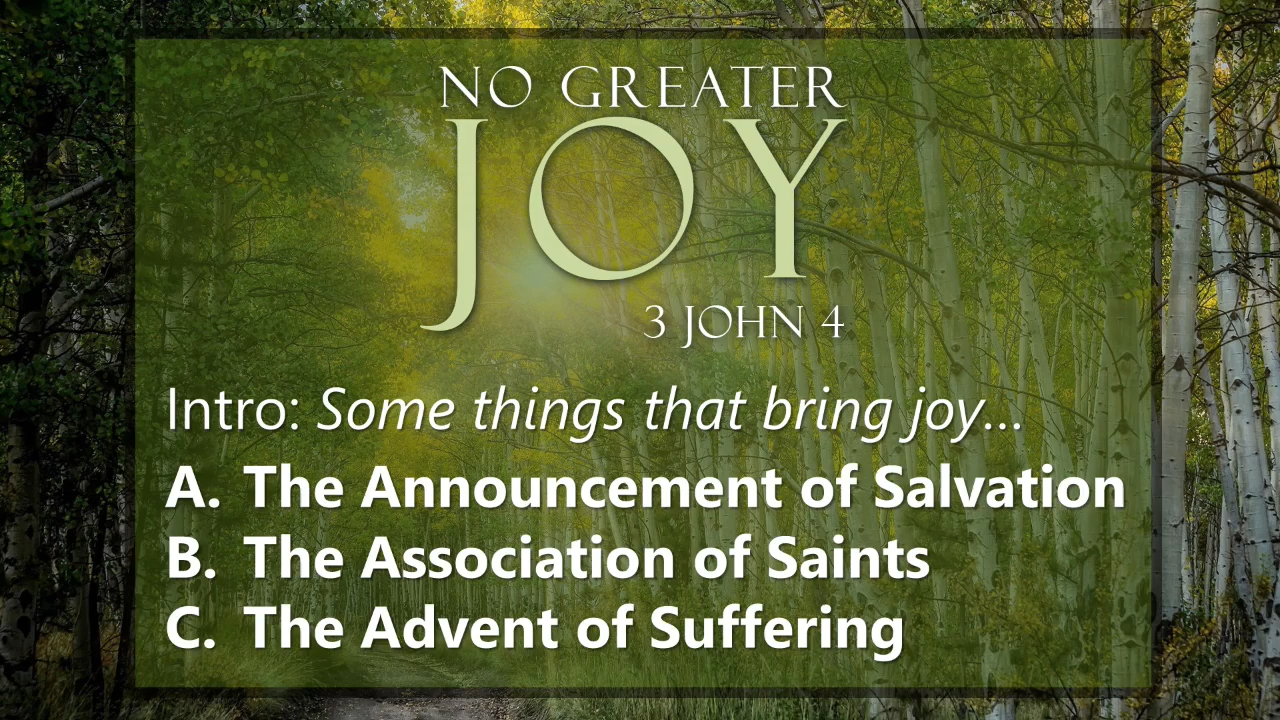 NO GREATER
JOY
3 JOHN 4
Intro: Some things that bring joy...
A. The Announcement of Salvation
B. The Association of Saints
C. The Advent of Suffering